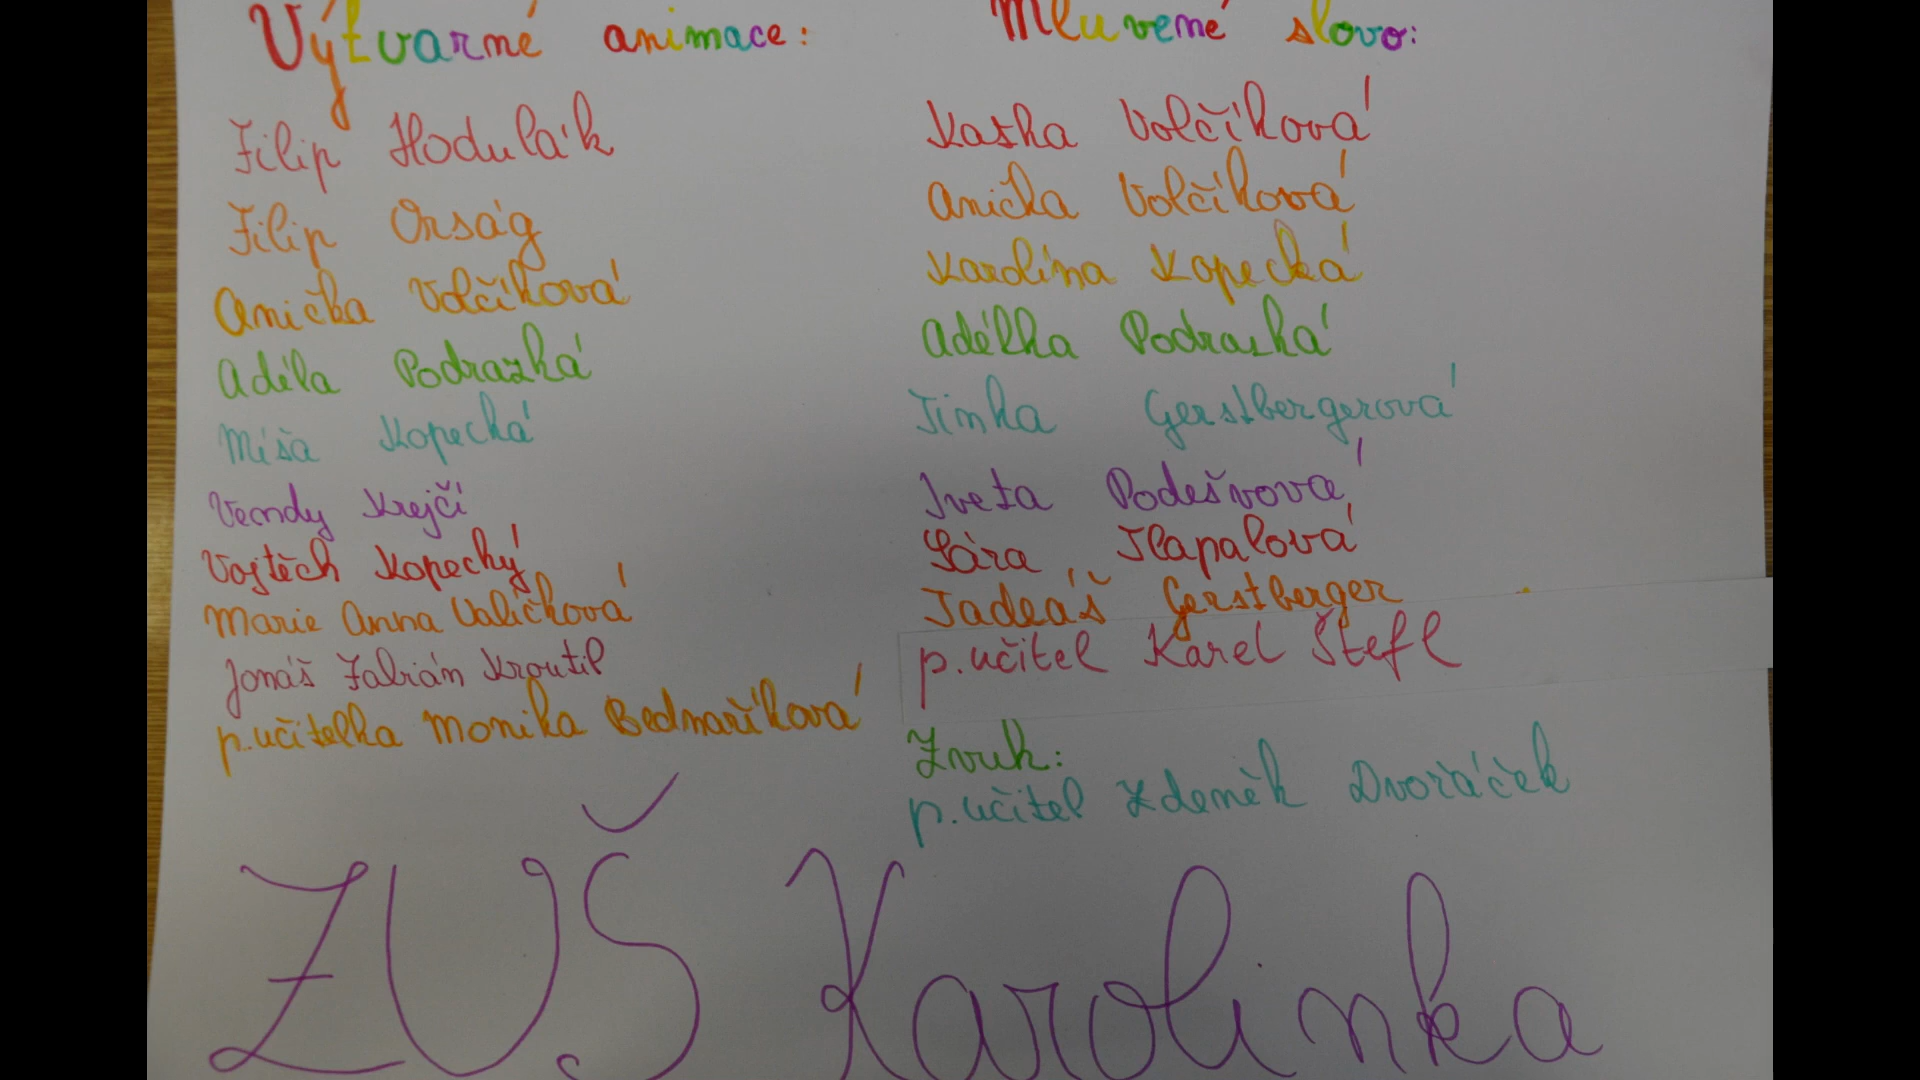 Výtvarné animace:
Filip Hodulák
Filip Orság
Anička Volčíková
Adéla Podrazká
Míša Kopecká
Vendy Krejčí
Vojtěch Kopecký
Marie Anna Valíčková
Jonáš Fabián Kroutil
p. učitelka Monika Bednaříková
Mluvené slovo:
Katka Volčíková
Anička Volčíková
Karolína Kopecká
Adélka Podrazká
Timka Gerstbergerová
Iveta Podešvová
Sára Tlapalová
Tadeáš Gerstberger
p. učitel Karel Štefl
Zvuk:
p. učitel Zdeněk Dvořáček
ZUŠ Karolinka